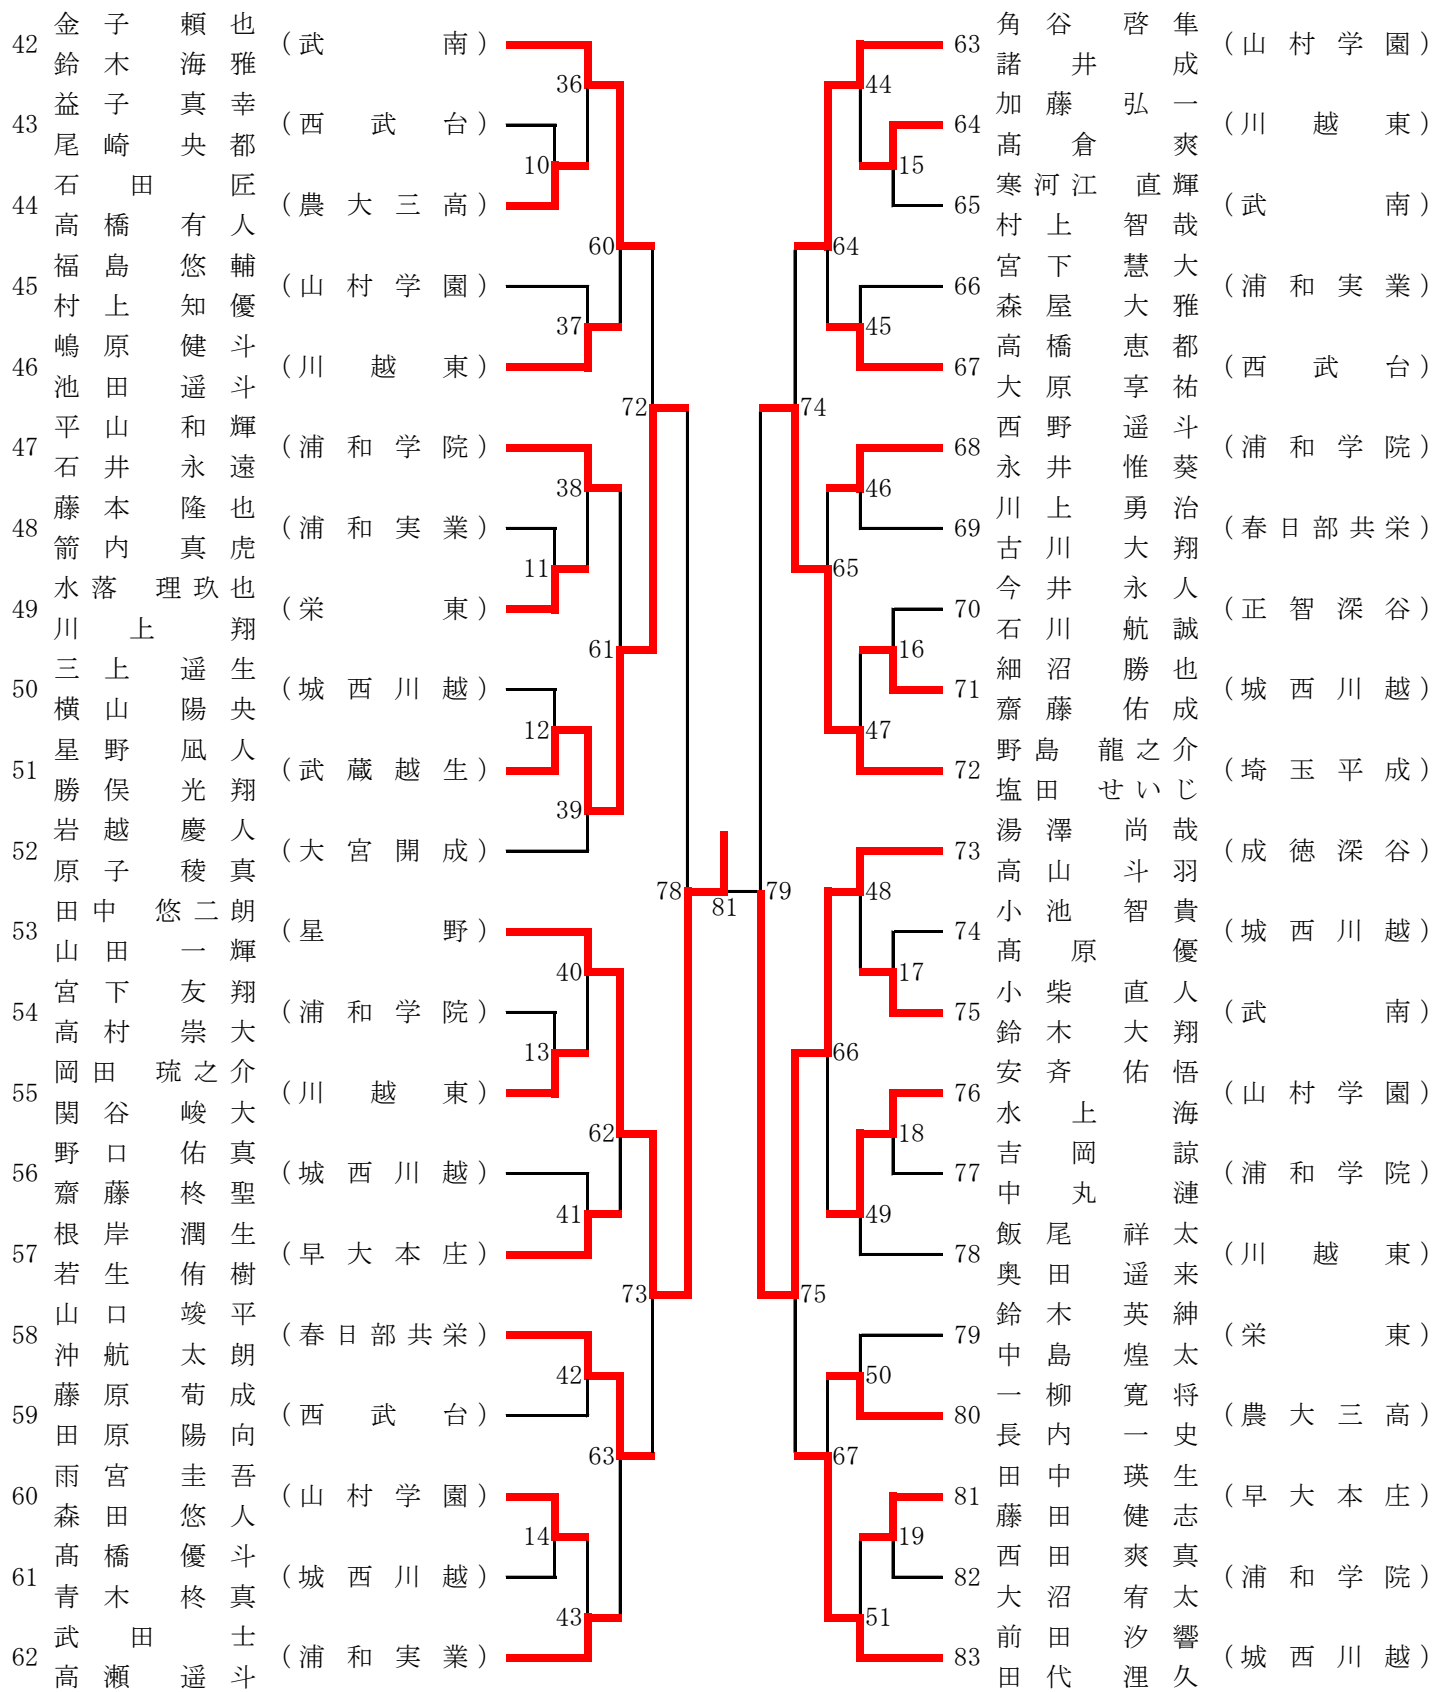 金子 頼也
42 (武南)
鈴木 海雅
益子 真幸
43 (西武台)
尾崎 央都
石田 匠
44 (農大三高)
高橋 有人
福島 悠輔
45 (山村学園)
村上 知優
嶋原 健斗
46 (川越東)
池田 遥斗
平山 和輝
47 (浦和学院)
石井 永遠
藤本 隆也
48 (浦和実業)
箭内 真虎
水落 理玖也
49 (栄東)
川上 翔
三上 遥生
50 (城西川越)
横山 陽央
星野 凪人
51 (武蔵越生)
勝俣 光翔
岩越 慶人
52 (大宮開成)
原子 稜真
田中 悠二朗
53 (星野)
山田 一輝
宮下 友翔
54 (浦和学院)
高村 崇大
岡田 琉之介
55 (川越東)
関谷 峻大
野口 佑真
56 (城西川越)
齋藤 柊聖
根岸 潤生
57 (早大本庄)
若生 侑樹
山口 竣平
58 (春日部共栄)
沖 航太朗
藤原 荀成
59 (西武台)
田原 陽向
雨宮 圭吾
60 (山村学園)
森田 悠人
髙橋 優斗
61 (城西川越)
青木 柊真
武田 士
62 (浦和実業)
高瀬 遥斗
36
10
60
37
72
38
11
61
12
39
78
81
79
40
13
62
41
73
42
63
14
43
44
15
64
45
74
46
65
16
47
48
17
66
18
49
75
50
67
19
51
角谷 啓隼
63 (山村学園)
諸井 成
加藤 弘一
64 (川越東)
髙倉 爽
寒河江 直輝
65 (武南)
村上 智哉
宮下 慧大
66 (浦和実業)
森屋 大雅
高橋 恵都
67 (西武台)
大原 享祐
西野 遥斗
68 (浦和学院)
永井 惟葵
川上 勇治
69 (春日部共栄)
古川 大翔
今井 永人
70 (正智深谷)
石川 航誠
細沼 勝也
71 (城西川越)
齋藤 佑成
野島 龍之介
72 (埼玉平成)
塩田 せいじ
湯澤 尚哉
73 (成徳深谷)
高山 斗羽
小池 智貴
74 (城西川越)
髙原 優
小柴 直人
75 (武南)
鈴木 大翔
安斉 佑悟
76 (山村学園)
水上 海
吉岡 諒
77 (浦和学院)
中丸 漣
飯尾 祥太
78 (川越東)
奥田 遥来
鈴木 英紳
79 (栄東)
中島 煌太
一柳 寛将
80 (農大三高)
長内 一史
田中 瑛生
81 (早大本庄)
藤田 健志
西田 爽真
82 (浦和学院)
大沼 宥太
前田 汐響
83 (城西川越)
田代 浬久